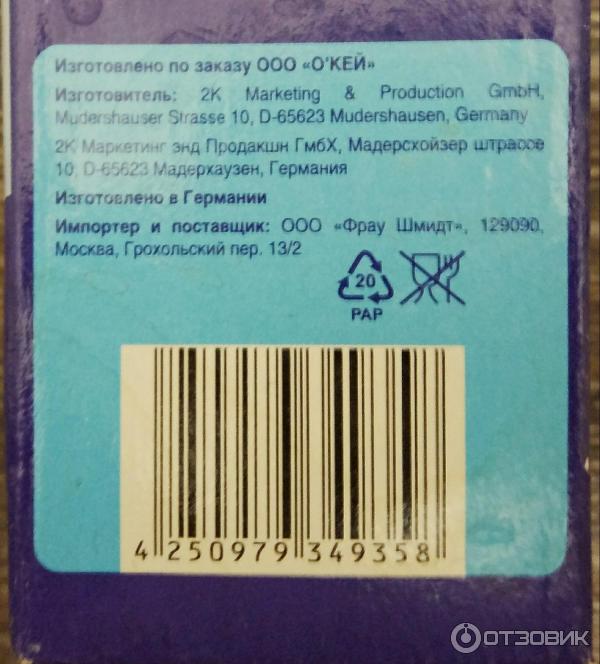 Изготовлено по заказу ООО «О'КЕЙ»
Изготовитель: 2K Marketing & Production GmbH,
Mudershauser Strasse 10, D-65623 Mudershausen, Germany
2К Маркетинг энд Продакшн ГмбХ, Мадерсхойзер штрассе
10, D-65623 Мадерхаузен, Германия
Изготовлено в Германии
Импортер и поставщик: ООО «Фрау Шмидт», 129090,
Москва, Грохольский пер. 13/2
20
PAP
4 250979 349358
ОТЗОВИК